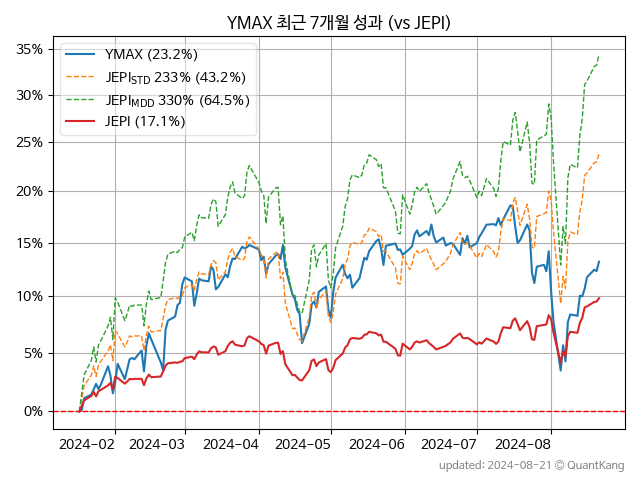 YMAX 최근 7개월 성과 (vs JEPI)
YMAX (23.2%)
JEPI_STD 233% (43.2%)
JEPI_MDD 330% (64.5%)
JEPI (17.1%)
35%
30%
25%
20%
15%
10%
5%
0%
2024-02 2024-03 2024-04 2024-05 2024-06 2024-07 2024-08
updated: 2024-08-21 @ QuantKang